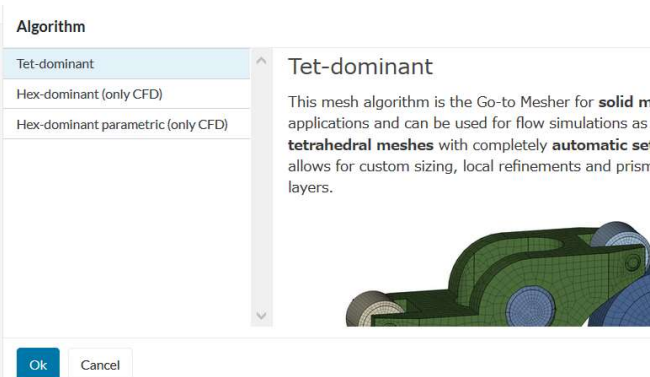 Algorithm
Tet-dominant
Hex-dominant (only CFD)
Hex-dominant parametric (only CFD)
Tet-dominant
This mesh algorithm is the Go-to Mesher for solid
applications and can be used for flow simulations as
tetrahedral meshes with completely automatic
allows for custom sizing, local refinements and
layers.
Ok
Cancel